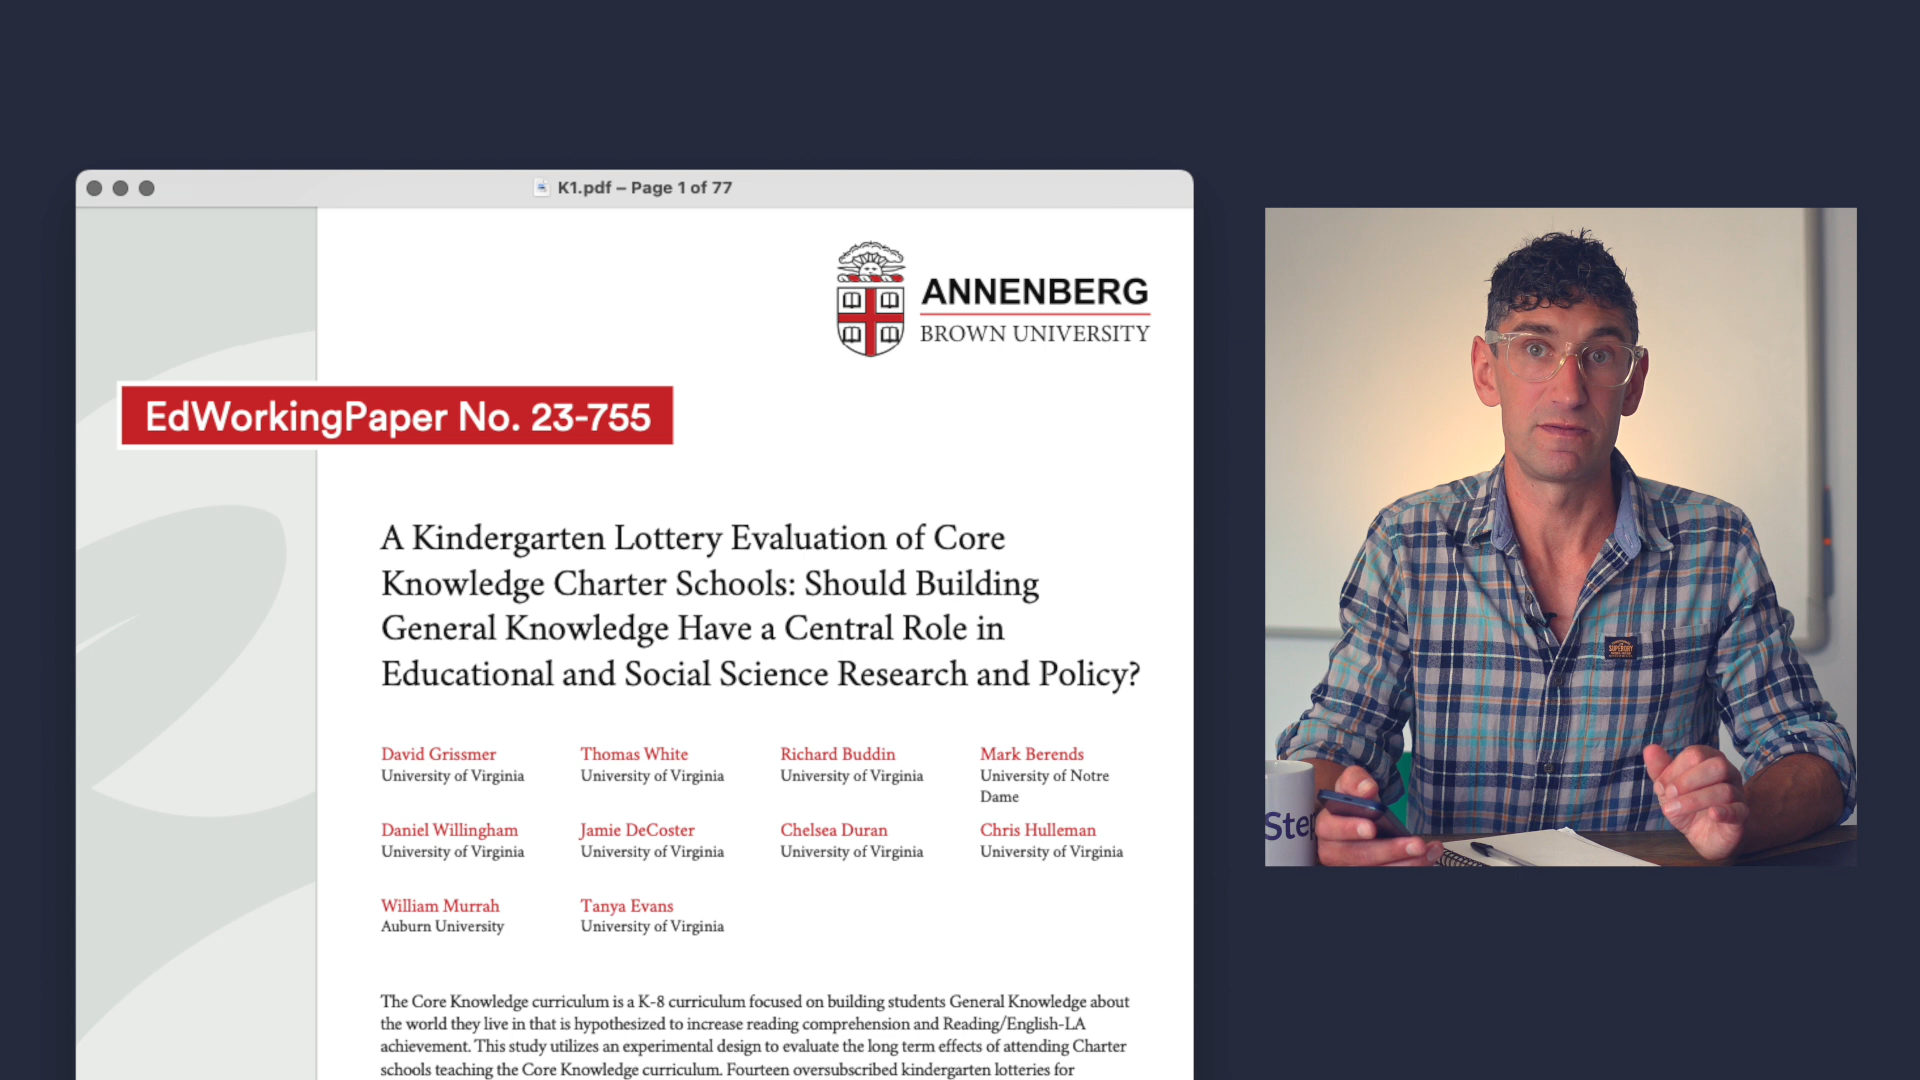 K1.pdf – Page 1 of 77
ANNENBERG
BROWN UNIVERSITY
EdWorkingPaper No. 23-755
A Kindergarten Lottery Evaluation of Core
Knowledge Charter Schools: Should Building
General Knowledge Have a Central Role in
Educational and Social Science Research and Policy?
David Grissmer
University of Virginia
Thomas White
University of Virginia
Richard Buddin
University of Virginia
Mark Berends
University of Notre
Dame
Daniel Willingham
University of Virginia
Jamie DeCoster
University of Virginia
Chelsea Duran
University of Virginia
Chris Hulleman
University of Virginia
William Murrah
Auburn University
Tanya Evans
University of Virginia
The Core Knowledge curriculum is a K-8 curriculum focused on building students General Knowledge about
the world they live in that is hypothesized to increase reading comprehension and Reading/English-LA
achievement. This study utilizes an experimental design to evaluate the long term effects of attending Charter
schools teaching the Core Knowledge curriculum. Fourteen oversubscribed kindergarten lotteries for
SUPERDRY
Step